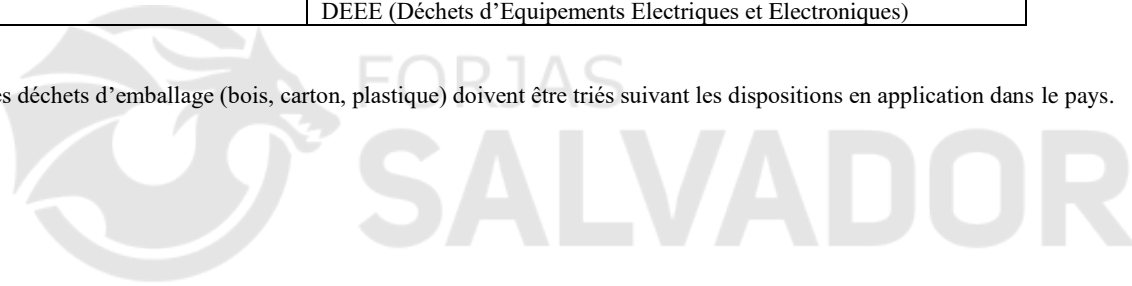 DEEE (Déchets d’Equipements Electriques et Electroniques)
es déchets d’emballage (bois, carton, plastique) doivent être triés suivant les dispositions en application dans le pays.
FORJAS
SALVADOR